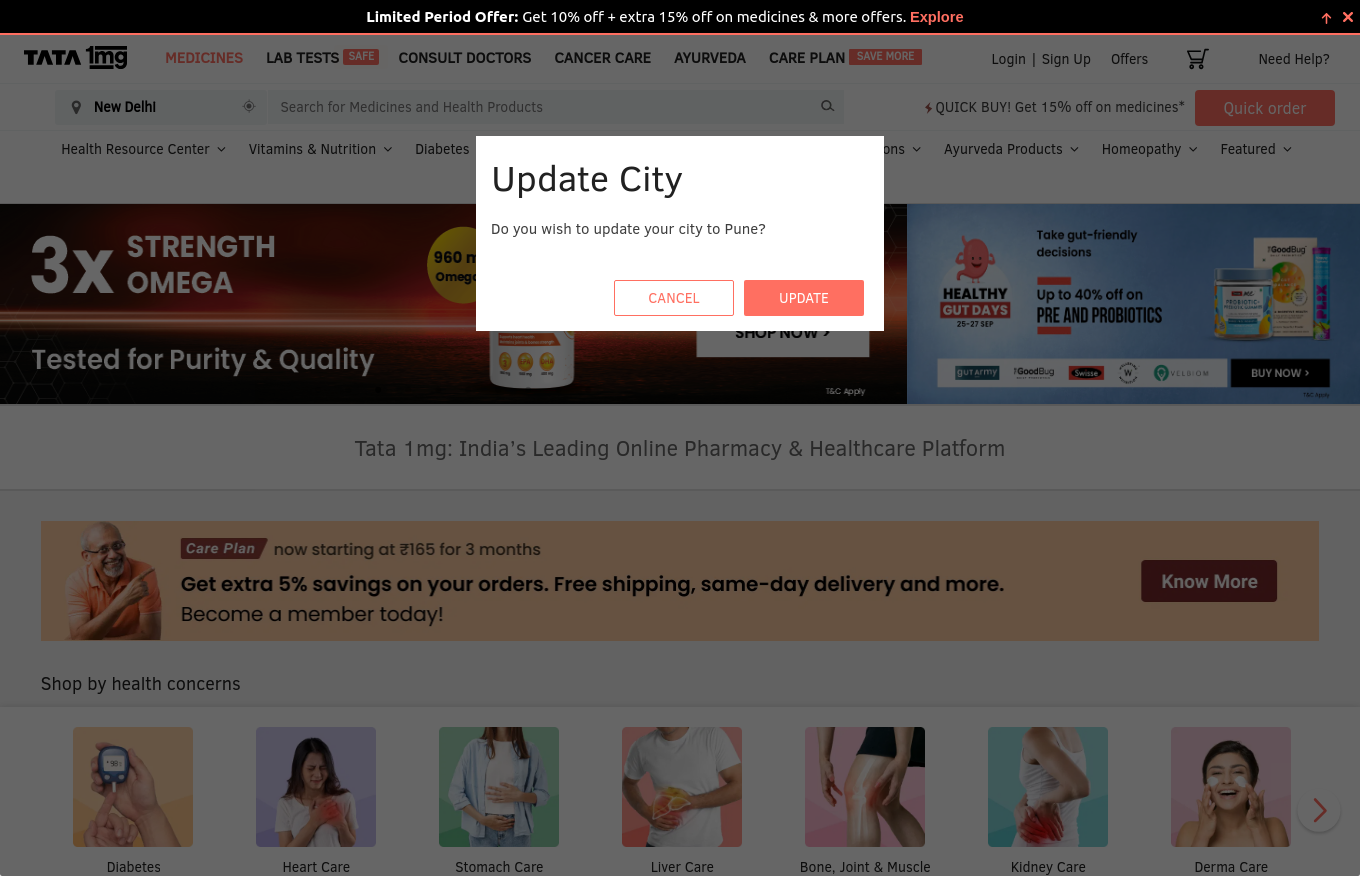 Limited Period Offer: Get 10% off + extra 15% off on medicines & more offers. Explore
TATA 1mg MEDICINES LAB TESTS SAFE CONSULT DOCTORS CANCER CARE AYURVEDA CARE PLAN SAVE MORE Login | Sign Up Offers Need Help?
New Delhi Search for Medicines and Health Products QUICK BUY! Get 15% off on medicines* Quick order
Health Resource Center Vitamins & Nutrition Diabetes Ayurveda Products Homeopathy Featured
Update City
Do you wish to update your city to Pune?
CANCEL UPDATE
3x STRENGTH
OMEGA
960
Tested for Purity & Quality
SHOP NOW
T&C Apply
Take gut-friendly
decisions
HEALTHY
GUT DAYS
25-27 SEP
Up to 40% off on
PRE AND PROBIOTICS
theGoodBug
PLIX
gutarmy theGoodBug Swisse W VELBIOM BUY NOW >
T&C Apply
Tata 1mg: India's Leading Online Pharmacy & Healthcare Platform
Care Plan now starting at ₹165 for 3 months
Get extra 5% savings on your orders. Free shipping, same-day delivery and more.
Become a member today!
Know More
Shop by health concerns
Diabetes Heart Care Stomach Care Liver Care Bone, Joint & Muscle Kidney Care Derma Care